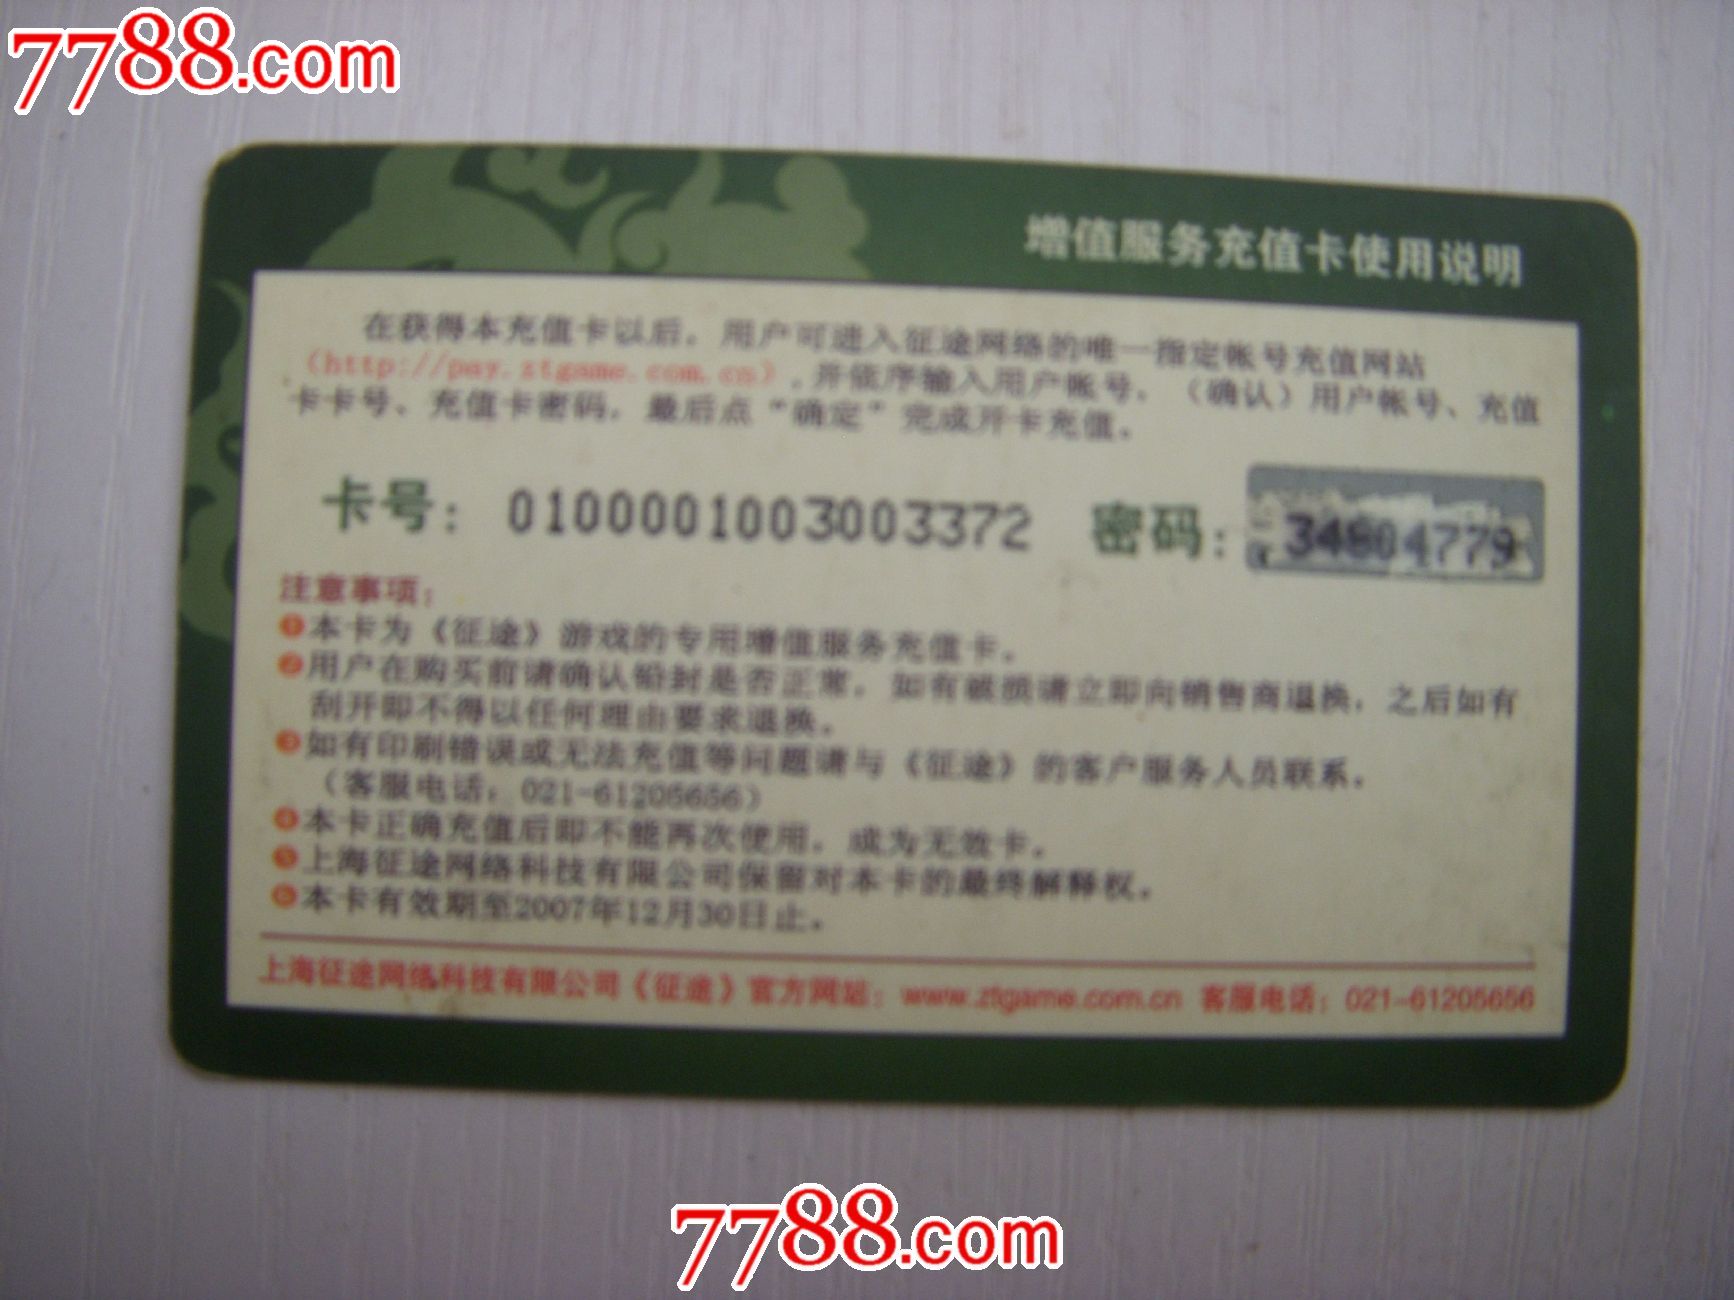 7788.com
增值服务充值卡使用说明
在获得本充值卡以后，用户可进入征途网络的唯一指定帐号充值网站
（http://pay.ztgame.com.cn），并依序输入用户帐号，（确认）用户帐号、充值
卡卡号、充值卡密码，最后点“确定”完成开卡充值。
卡号：0100001003003372 密码：34804779
注意事项：
❶本卡为《征途》游戏的专用增值服务充值卡。
❷用户在购买前请确认铅封是否正常，如有破损请立即向销售商退换，之后如有
刮开即不得以任何理由要求退换。
❸如有印刷错误或无法充值等问题请与《征途》的客户服务人员联系。
（客服电话：021-61205656）
❹本卡正确充值后即不能再次使用，成为无效卡。
❺上海征途网络科技有限公司保留对本卡的最终解释权。
❻本卡有效期至2007年12月30日止。
上海征途网络科技有限公司《征途》官方网站：www.ztgame.com.cn 客服电话：021-61205656
7788.com